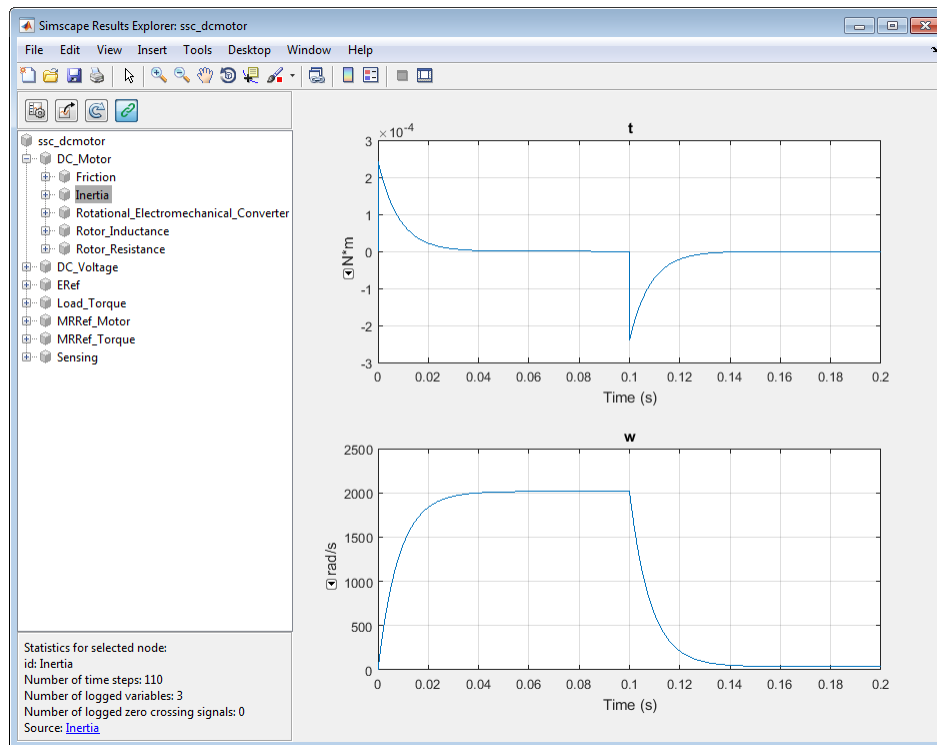 Simscape Results Explorer: ssc_dcmotor
File Edit View Insert Tools Desktop Window Help
ssc_dcmotor
DC_Motor
Friction
Inertia
Rotational_Electromechanical_Converter
Rotor_Inductance
Rotor_Resistance
DC_Voltage
ERef
Load_Torque
MRRef_Motor
MRRef_Torque
Sensing
Statistics for selected node:
id: Inertia
Number of time steps: 110
Number of logged variables: 3
Number of logged zero crossing signals: 0
Source: Inertia
t
×10⁻⁴
3
2
1
0
-1
-2
-3
N*m
0 0.02 0.04 0.06 0.08 0.1 0.12 0.14 0.16 0.18 0.2
Time (s)
w
2500
2000
1500
1000
500
0
rad/s
0 0.02 0.04 0.06 0.08 0.1 0.12 0.14 0.16 0.18 0.2
Time (s)